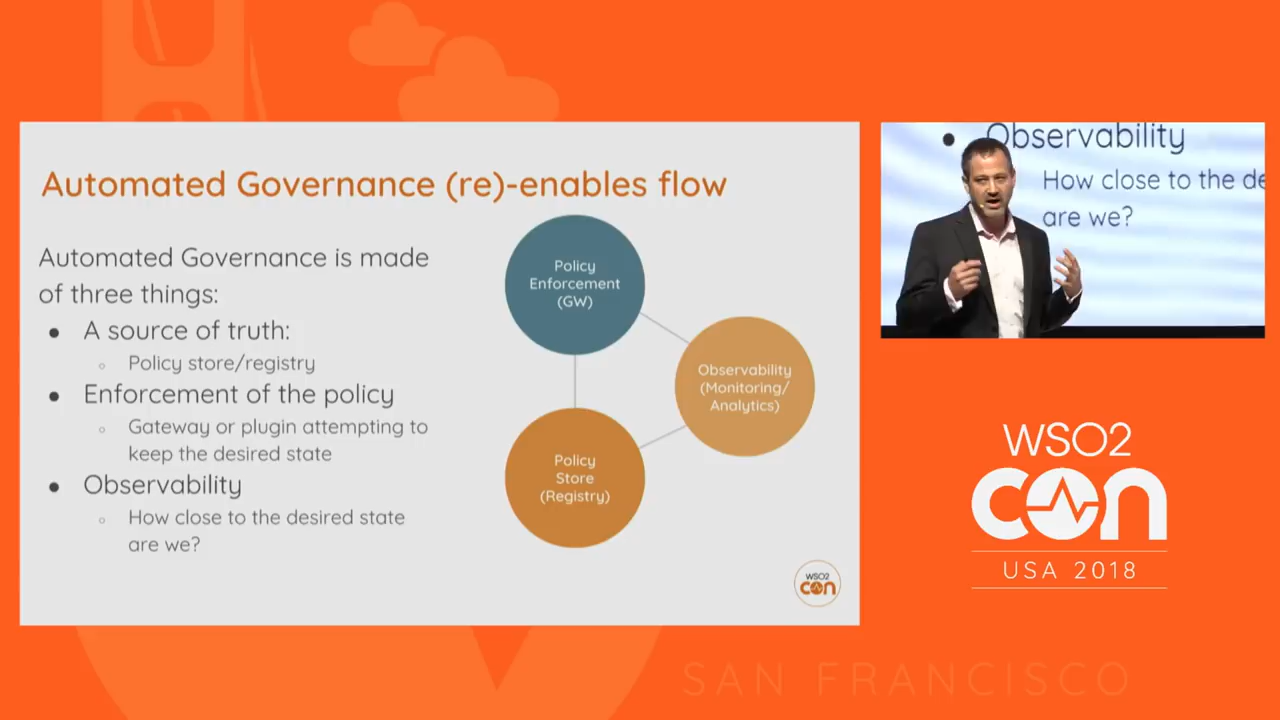 Automated Governance (re)-enables flow
Automated Governance is made
of three things:
● A source of truth:
○ Policy store/registry
● Enforcement of the policy
○ Gateway or plugin attempting to
keep the desired state
● Observability
○ How close to the desired state
are we?
Policy
Enforcement
(GW)
Observability
(Monitoring/
Analytics)
Policy
Store
(Registry)
WSO2
con
● Observability
How close to the de
are we?
WSO2
con
USA 2018
SAN FRANCISCO